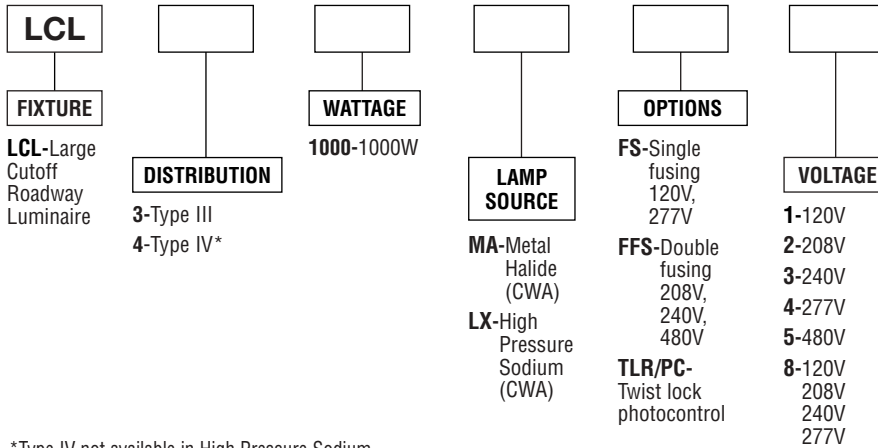 LCL
FIXTURE
LCL-Large
Cutoff
Roadway
Luminaire
DISTRIBUTION
3-Type III
4-Type IV*
WATTAGE
1000-1000W
LAMP
SOURCE
MA-Metal
Halide
(CWA)
LX-High
Pressure
Sodium
(CWA)
OPTIONS
FS-Single
fusing
120V,
277V
FFS-Double
fusing
208V,
240V,
480V
TLR/PC-
Twist lock
photocontrol
VOLTAGE
1-120V
2-208V
3-240V
4-277V
5-480V
8-120V
208V
240V
277V
*Type IV not available in High Pressure Sodium